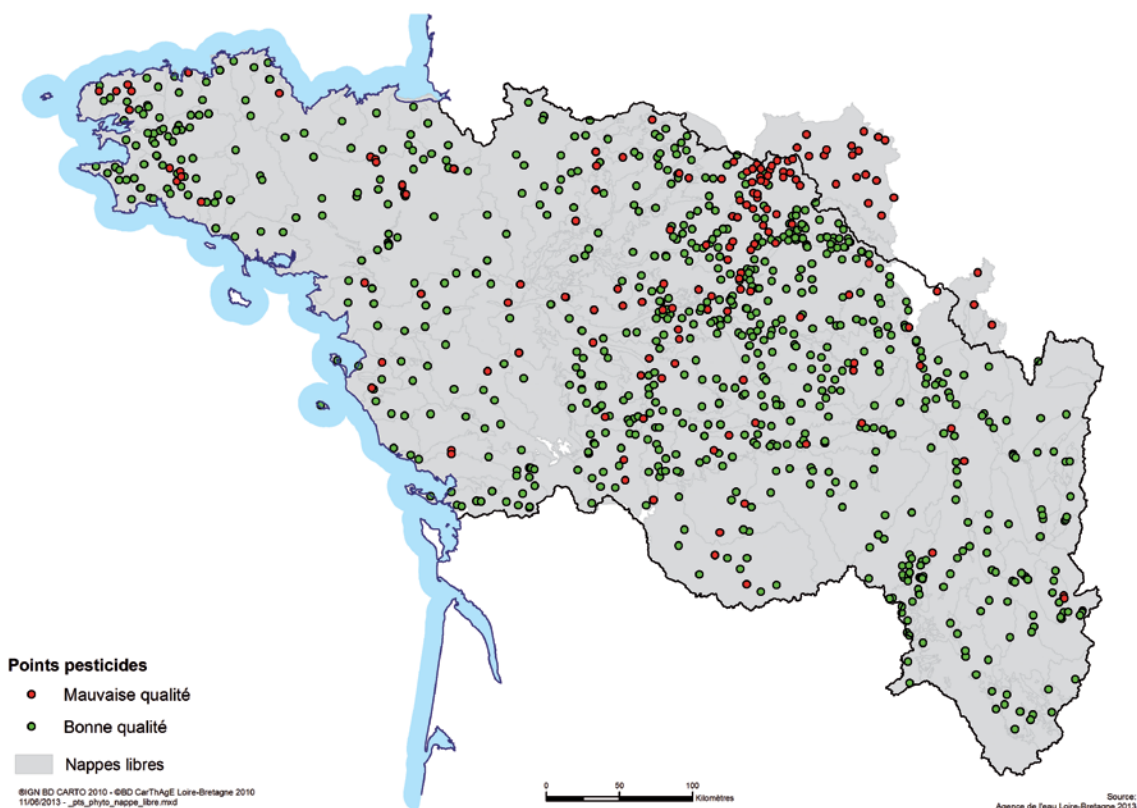 Points pesticides
Mauvaise qualité
Bonne qualité
Nappes libres
©IGN BD CARTO 2010 - ©BD CarThAgE Loire-Bretagne 2010
11/06/2013 - _pts_phyto_nappe_libre.mxd
0 50 100
Kilomètres
Source:
Agence de l'eau Loire-Bretagne 2013